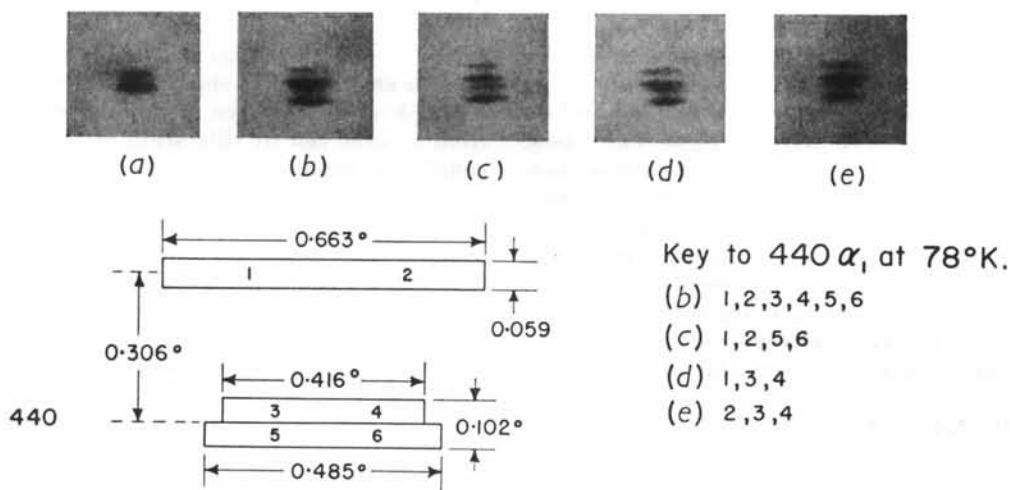 (a)
(b)
(c)
(d)
(e)
0·663°
1 2
0·059
0·306°
0·416°
3 4
440
5 6
0·102°
0·485°
Key to 440 α₁ at 78°K.
(b) 1,2,3,4,5,6
(c) 1,2,5,6
(d) 1,3,4
(e) 2,3,4